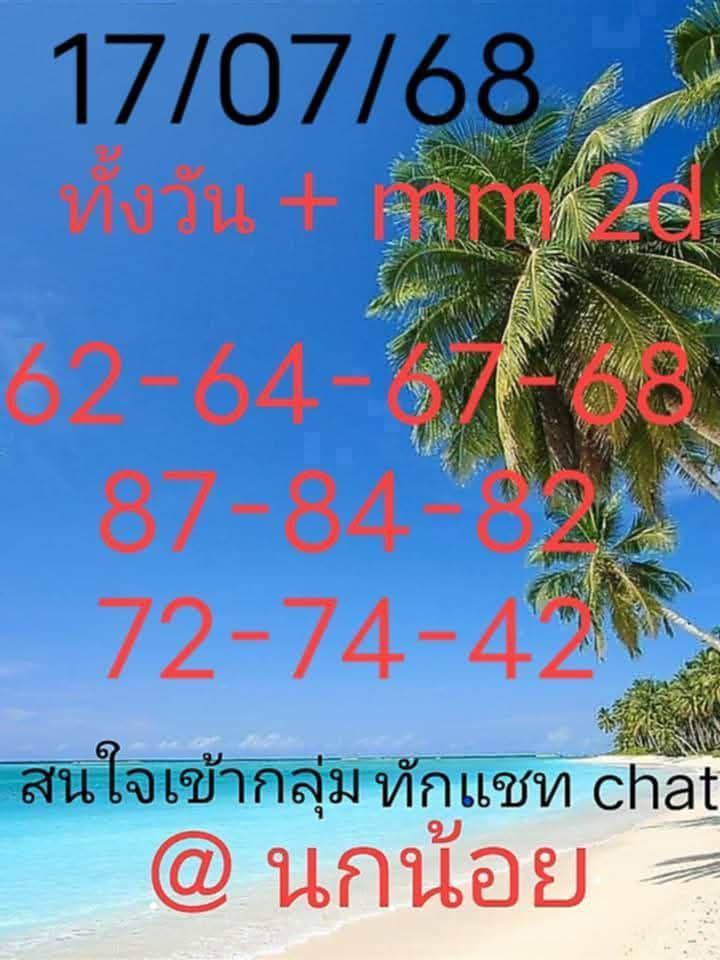 17/07/68
ทั้งวัน + mm 2d
62-64-67-68
87-84-82
72-74-42
สนใจเข้ากลุ่ม ทักแชท chat
@ นกน้อย